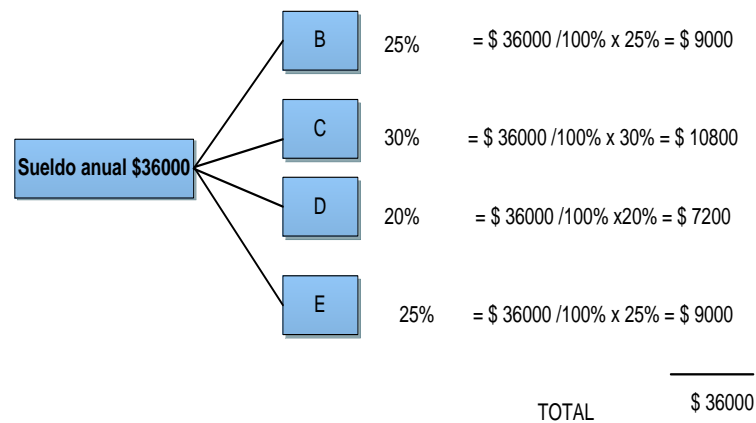 B 25% = $ 36000 /100% x 25% = $ 9000
C 30% = $ 36000 /100% x 30% = $ 10800
Sueldo anual $36000
D 20% = $ 36000 /100% x20% = $ 7200
E 25% = $ 36000 /100% x 25% = $ 9000
TOTAL $ 36000